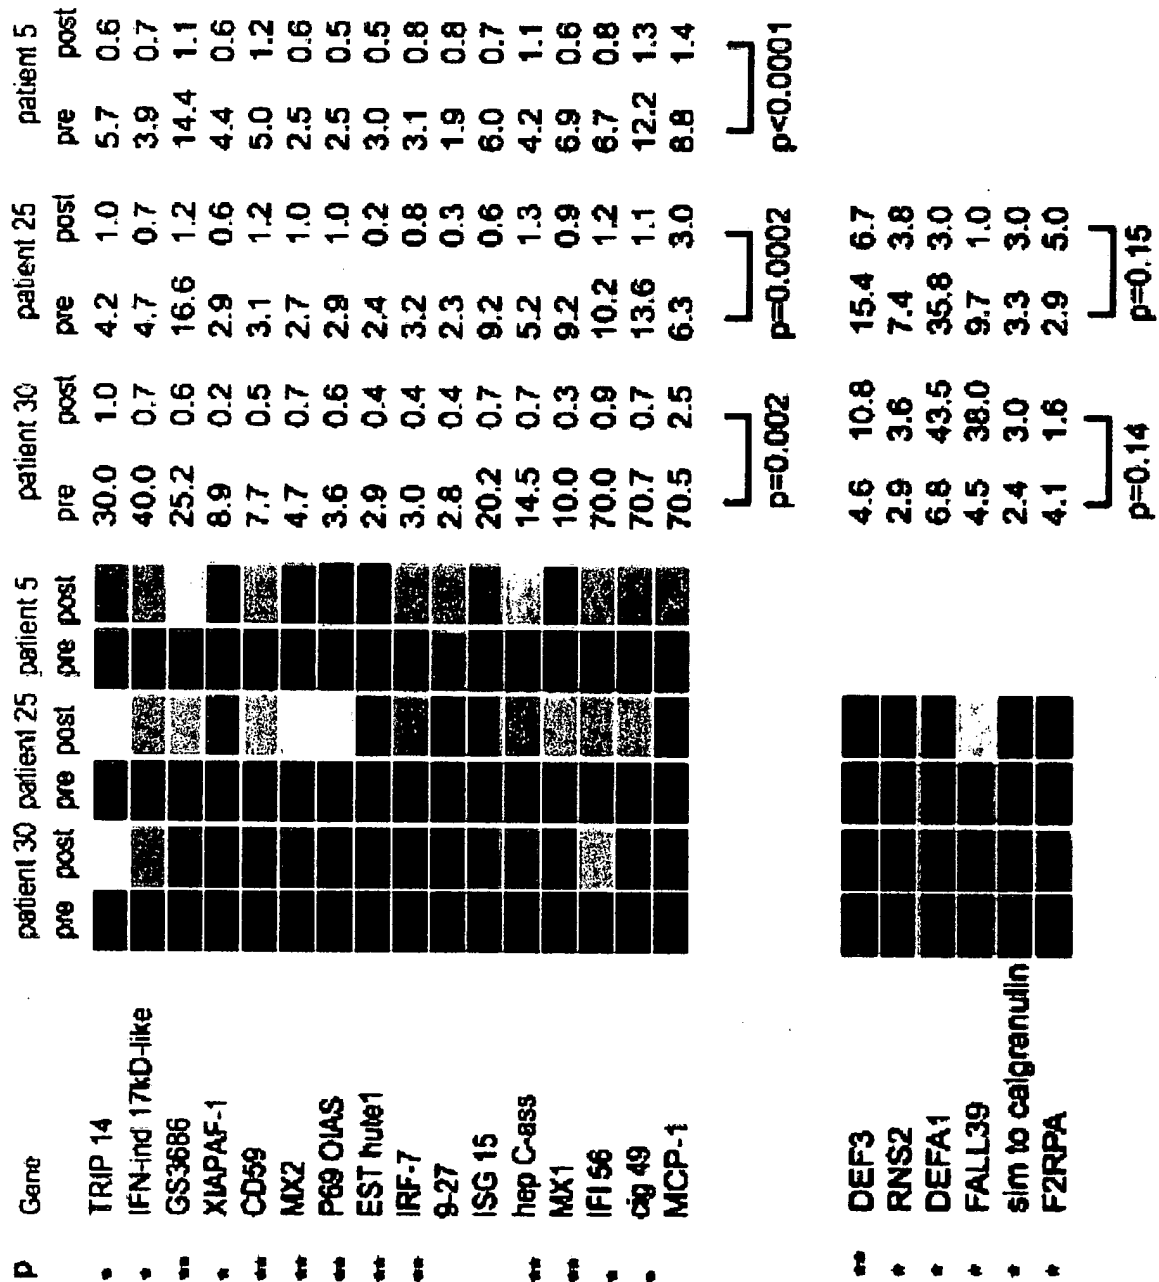 patient 30 patient 25 patient 5 patient 30 patient 25 patient 5
P Gene pre post pre post pre post pre post pre post pre post
* TRIP 14 30.0 1.0 4.2 1.0 5.7 0.6
* IFN-ind 17kD-like 40.0 0.7 4.7 0.7 3.9 0.7
** GS3686 25.2 0.6 16.6 1.2 14.4 1.1
* XIAPAF-1 8.9 0.2 2.9 0.6 4.4 0.6
** CD59 7.7 0.5 3.1 1.2 5.0 1.2
** MX2 4.7 0.7 2.7 1.0 2.5 0.6
** P69 OIAS 3.6 0.6 2.9 1.0 2.5 0.5
** EST hute1 2.9 0.4 2.4 0.2 3.0 0.5
** IRF-7 3.0 0.4 3.2 0.8 3.1 0.8
9-27 2.8 0.4 2.3 0.3 1.9 0.8
ISG 15 20.2 0.7 9.2 0.6 6.0 0.7
** hep C-ass 14.5 0.7 5.2 1.3 4.2 1.1
** MX1 10.0 0.3 9.2 0.9 6.9 0.6
* IFI 56 70.0 0.9 10.2 1.2 6.7 0.8
* cig 49 70.7 0.7 13.6 1.1 12.2 1.3
MCP-1 70.5 2.5 6.3 3.0 8.8 1.4
p=0.002 p=0.0002 p<0.0001
** DEF3 4.6 10.8 15.4 6.7
* RNS2 2.9 3.6 7.4 3.8
* DEFA1 6.8 43.5 35.8 3.0
* FALL39 4.5 38.0 9.7 1.0
* sim to calgranulin 2.4 3.0 3.3 3.0
* F2RPA 4.1 1.6 2.9 5.0
p=0.14 p=0.15